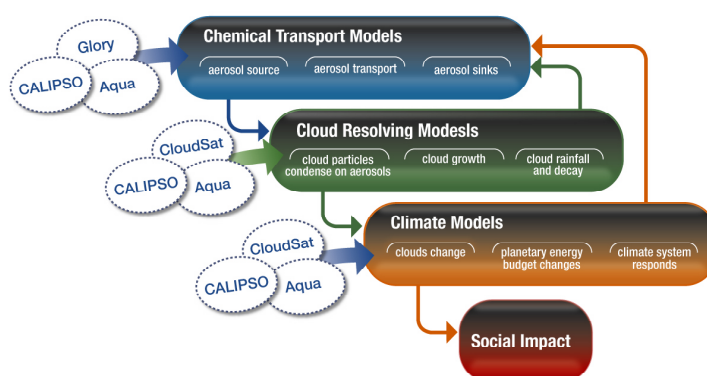 Glory
CALIPSO
Aqua
Chemical Transport Models
aerosol source
aerosol transport
aerosol sinks
CloudSat
CALIPSO
Aqua
Cloud Resolving Modesls
cloud particles
condense on aerosols
cloud growth
cloud rainfall
and decay
CloudSat
CALIPSO
Aqua
Climate Models
clouds change
planetary energy
budget changes
climate system
responds
Social Impact